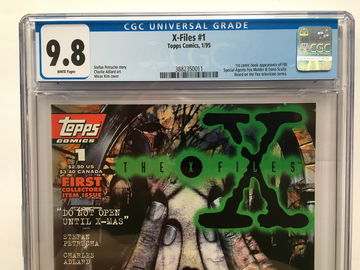 CGC UNIVERSAL GRADE
9.8
WHITE Pages
X-Files #1
Topps Comics, 1/95
Stefan Petrucha story
Charlie Adlard art
Miran Kim cover
3882350011
1st comic book appearance of FBI
Special Agents Fox Mulder & Dana Scully
Based on the Fox television series.
CGC
Topps
COMICS
1
$2.50 US
$3.40 CANADA
FIRST
COLLECTORS
ITEM ISSUE
THE X FILES
X
"DO NOT OPEN
UNTIL X-MAS"
STEFAN
PETRUCHA
CHARLES
ADLARD